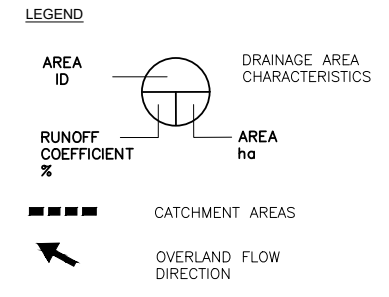 LEGEND
AREA
ID
DRAINAGE AREA
CHARACTERISTICS
RUNOFF
COEFFICIENT
%
AREA
ha
CATCHMENT AREAS
OVERLAND FLOW
DIRECTION